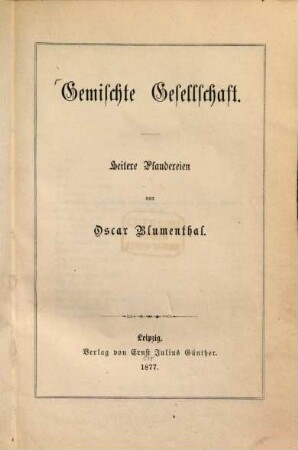 Gemischte Gesellschaft.
Heitere Plaudereien
von
Oscar Blumenthal.
Leipzig.
Verlag von Ernst Julius Günther.
1877.